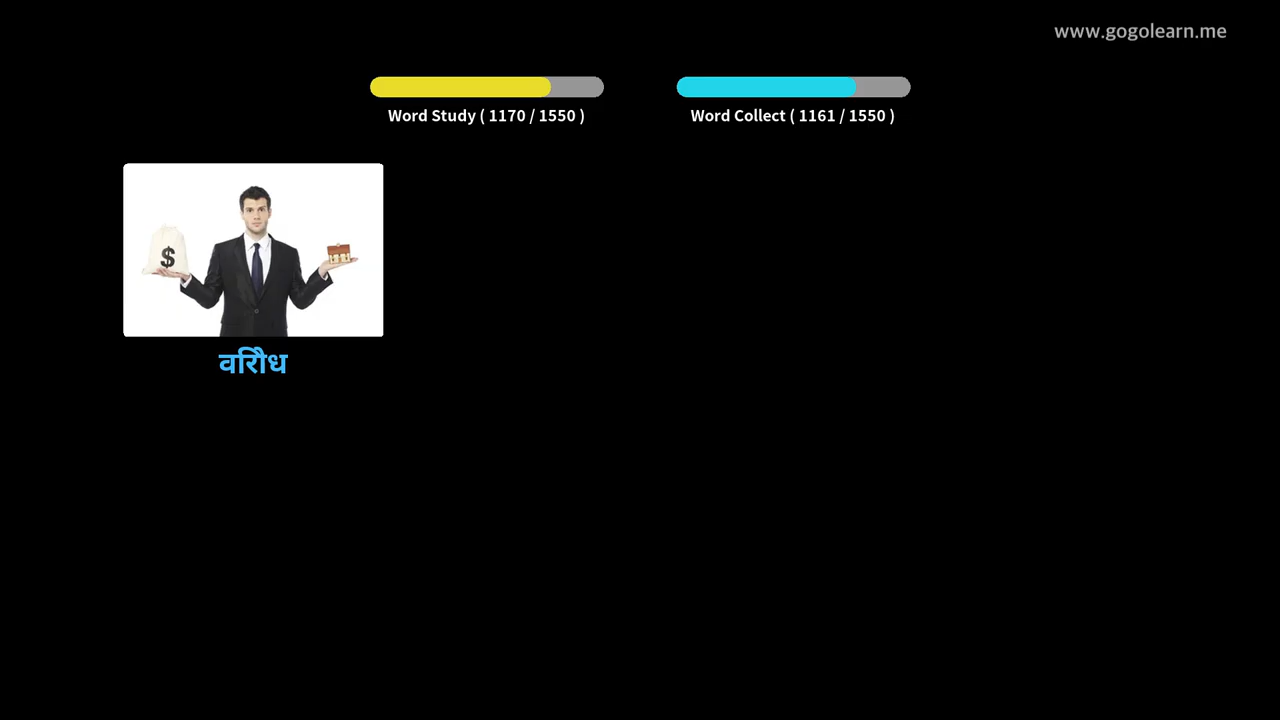 www.gogolearn.me
Word Study ( 1170 / 1550 )
Word Collect ( 1161 / 1550 )
$
वरिोध